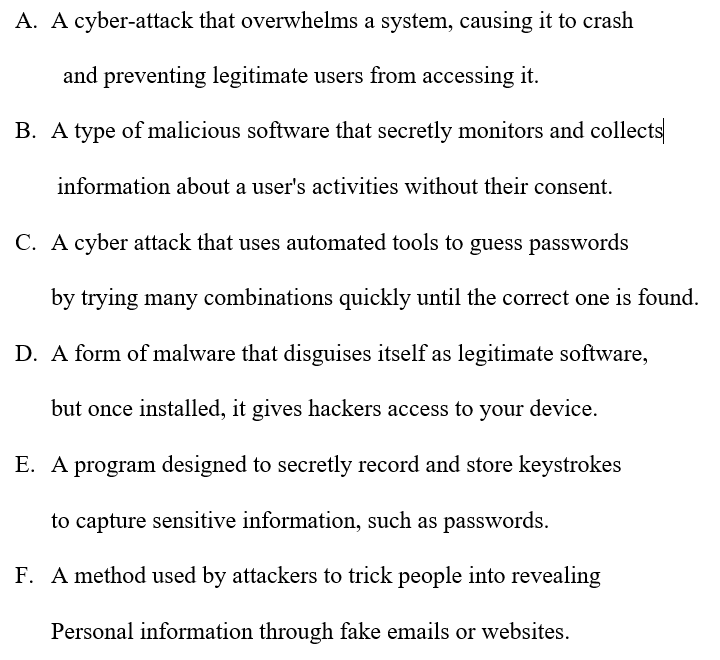 A. A cyber-attack that overwhelms a system, causing it to crash
and preventing legitimate users from accessing it.
B. A type of malicious software that secretly monitors and collects
information about a user's activities without their consent.
C. A cyber attack that uses automated tools to guess passwords
by trying many combinations quickly until the correct one is found.
D. A form of malware that disguises itself as legitimate software,
but once installed, it gives hackers access to your device.
E. A program designed to secretly record and store keystrokes
to capture sensitive information, such as passwords.
F. A method used by attackers to trick people into revealing
Personal information through fake emails or websites.